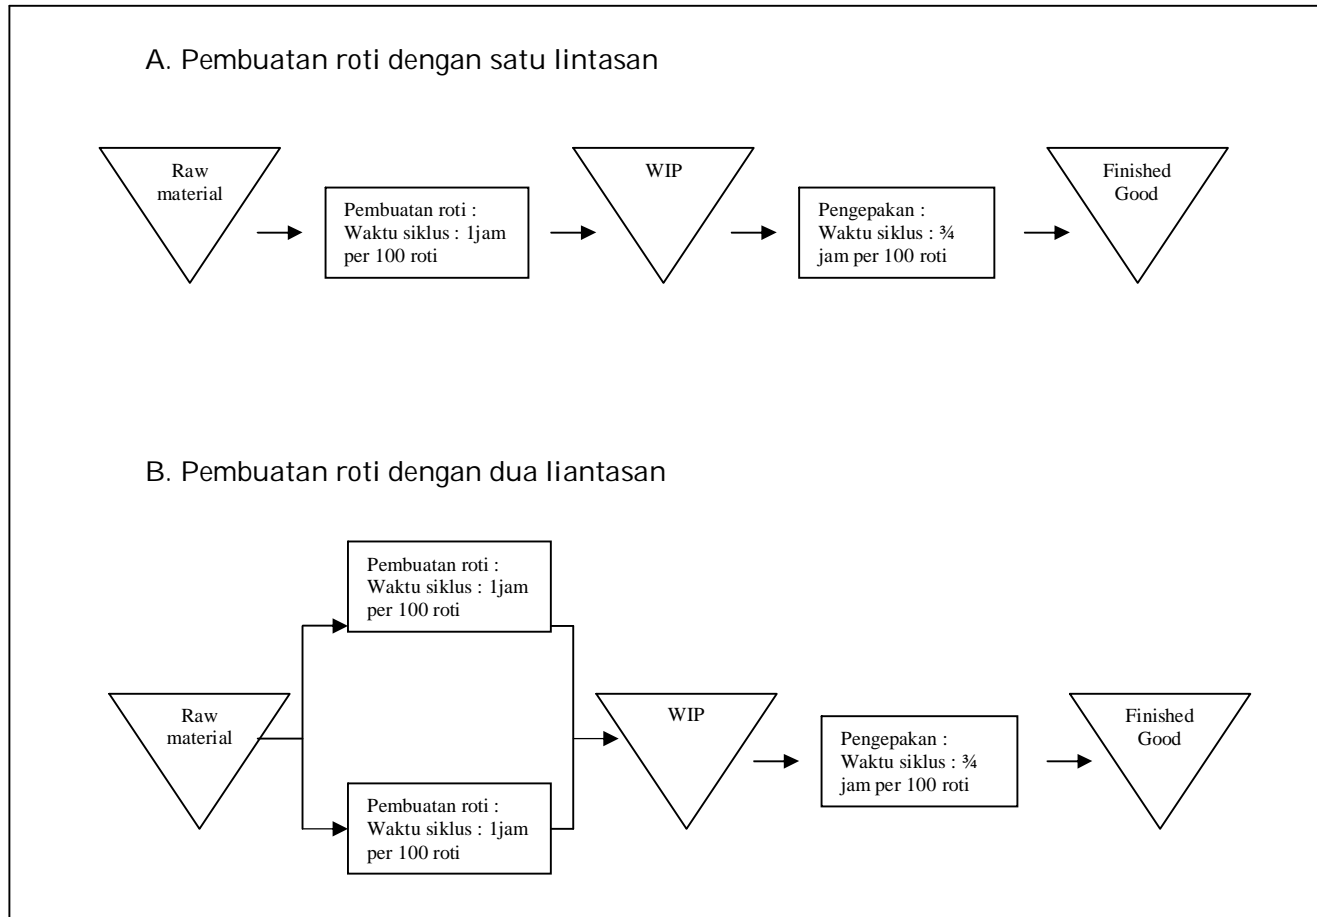 A. Pembuatan roti dengan satu lintasan
Raw
material
Pembuatan roti :
Waktu siklus : 1jam
per 100 roti
WIP
Pengepakan :
Waktu siklus : ¾
jam per 100 roti
Finished
Good
B. Pembuatan roti dengan dua liantasan
Raw
material
Pembuatan roti :
Waktu siklus : 1jam
per 100 roti
Pembuatan roti :
Waktu siklus : 1jam
per 100 roti
WIP
Pengepakan :
Waktu siklus : ¾
jam per 100 roti
Finished
Good